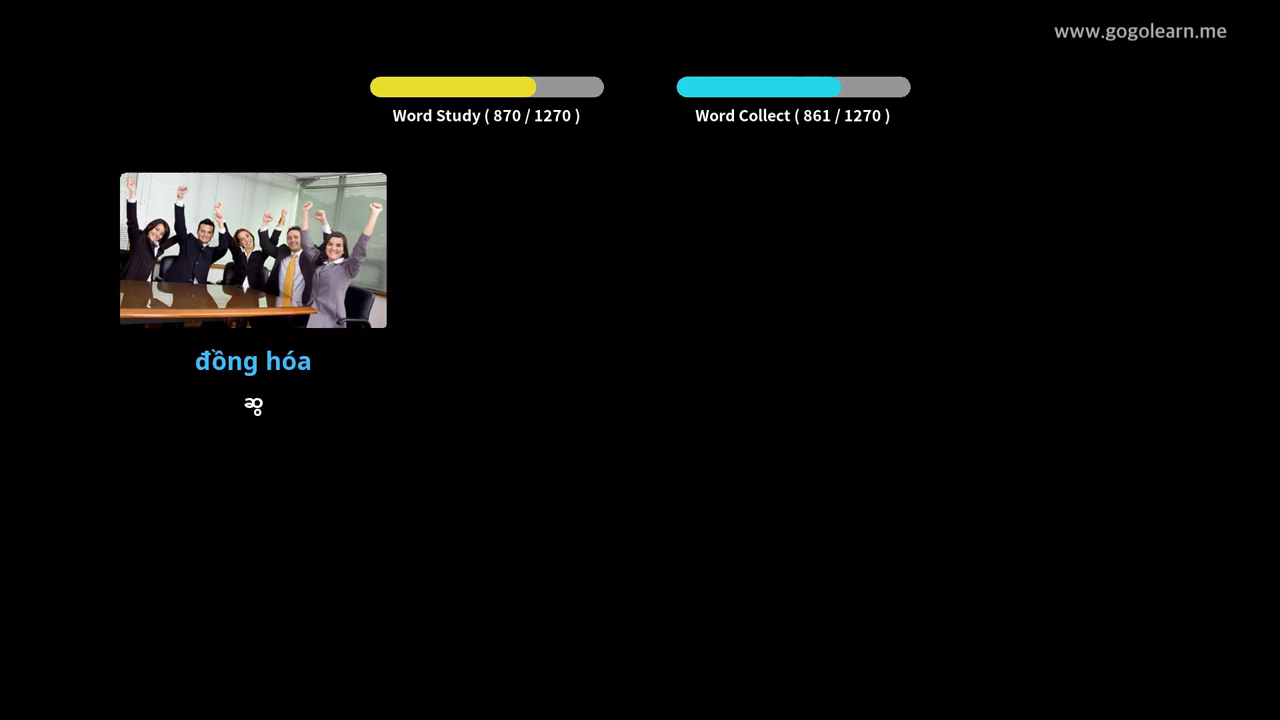 www.gogolearn.me
Word Study ( 870 / 1270 )
Word Collect ( 861 / 1270 )
đồng hóa
ဆွ